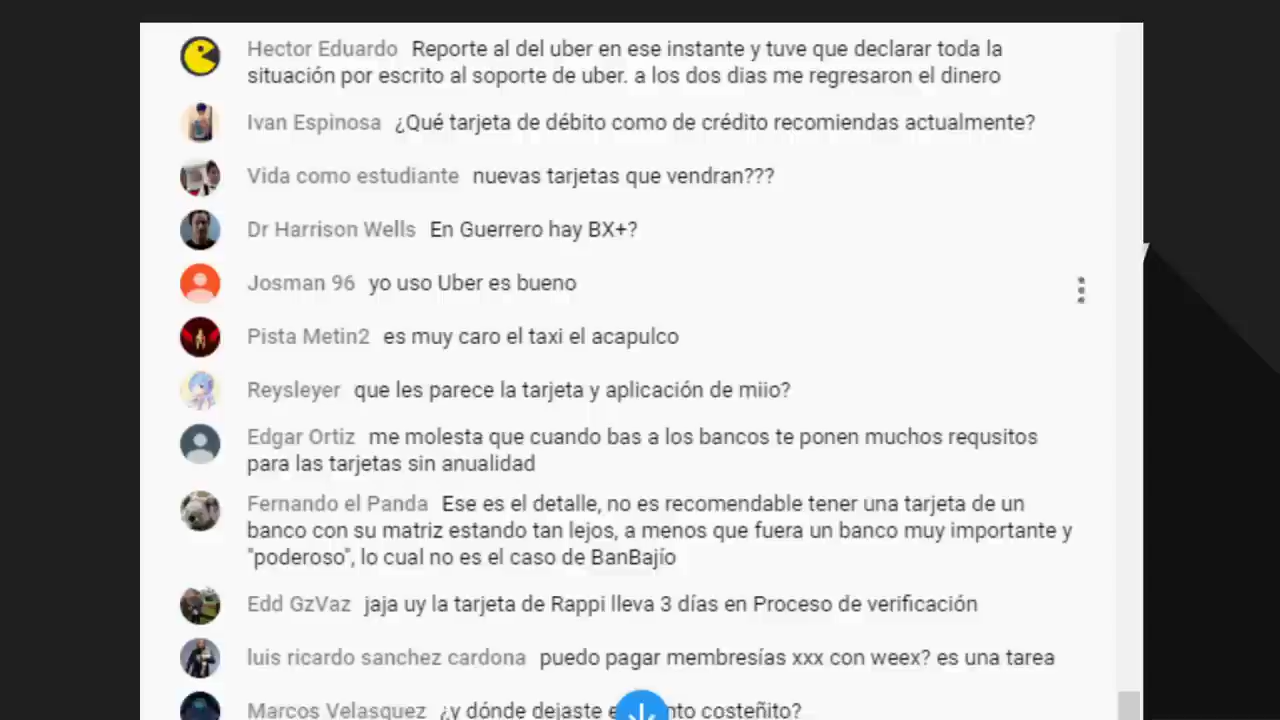 Hector Eduardo Reporte al del uber en ese instante y tuve que declarar toda la
situación por escrito al soporte de uber. a los dos dias me regresaron el dinero
Ivan Espinosa ¿Qué tarjeta de débito como de crédito recomiendas actualmente?
Vida como estudiante nuevas tarjetas que vendran???
Dr Harrison Wells En Guerrero hay BX+?
Josman 96 yo uso Uber es bueno
Pista Metin2 es muy caro el taxi el acapulco
Reysleyer que les parece la tarjeta y aplicación de miio?
Edgar Ortiz me molesta que cuando bas a los bancos te ponen muchos requsitos
para las tarjetas sin anualidad
Fernando el Panda Ese es el detalle, no es recomendable tener una tarjeta de un
banco con su matriz estando tan lejos, a menos que fuera un banco muy importante y
"poderoso", lo cual no es el caso de BanBajío
Edd GzVaz jaja uy la tarjeta de Rappi lleva 3 días en Proceso de verificación
luis ricardo sanchez cardona puedo pagar membresías xxx con weex? es una tarea
Marcos Velasquez ¿y dónde dejaste costeñito?